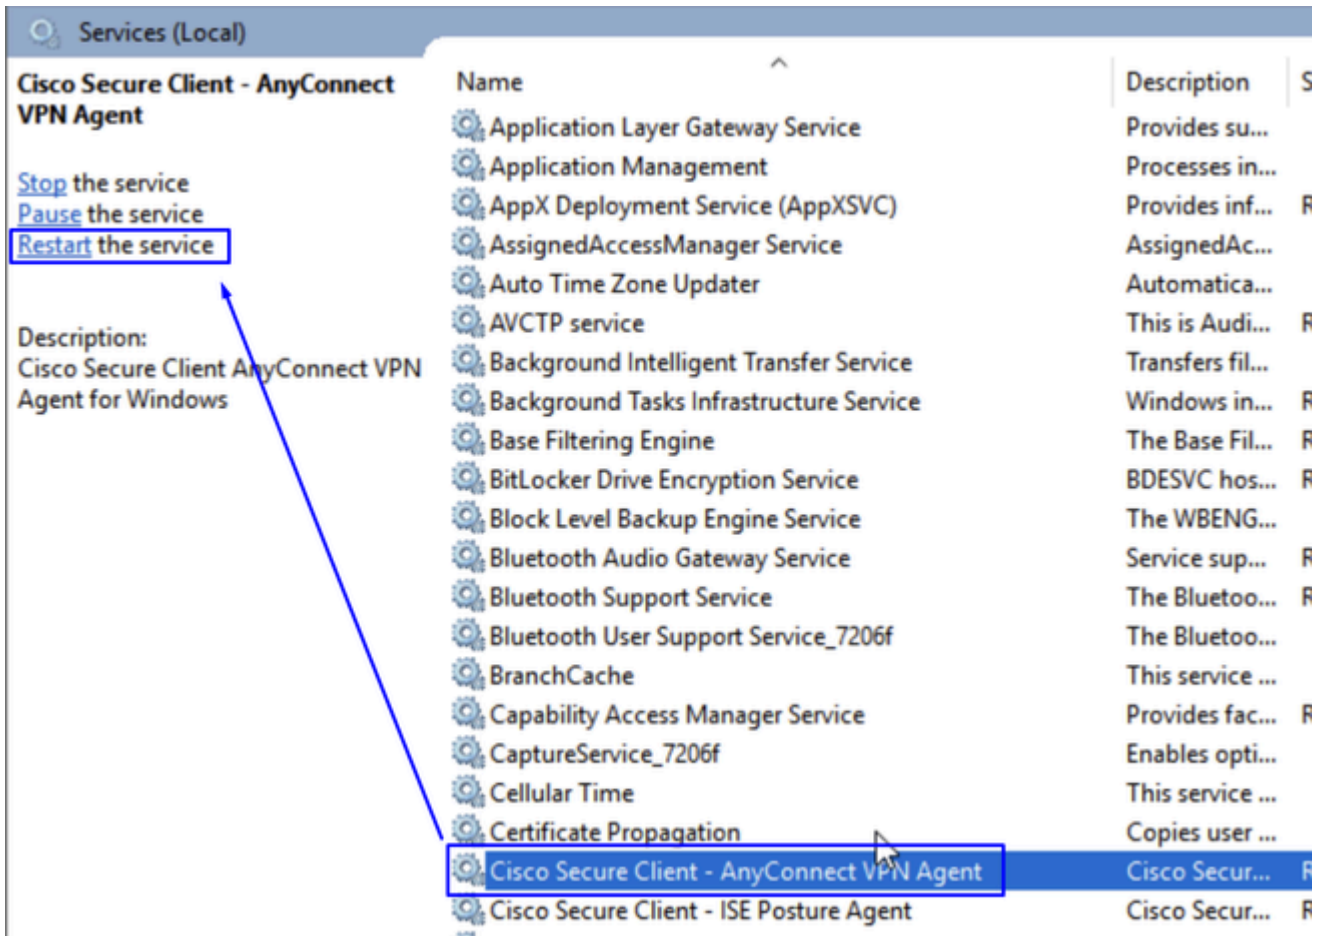 Services (Local)
Cisco Secure Client - AnyConnect
VPN Agent
Stop the service
Pause the service
Restart the service
Description:
Cisco Secure Client AnyConnect VPN
Agent for Windows
Name Description S
Application Layer Gateway Service Provides su...
Application Management Processes in...
AppX Deployment Service (AppXSVC) Provides inf... R
AssignedAccessManager Service AssignedAc...
Auto Time Zone Updater Automatica...
AVCTP service This is Audi... R
Background Intelligent Transfer Service Transfers fil...
Background Tasks Infrastructure Service Windows in... R
Base Filtering Engine The Base Fil... R
BitLocker Drive Encryption Service BDESVC hos... R
Block Level Backup Engine Service The WBENG...
Bluetooth Audio Gateway Service Service sup... R
Bluetooth Support Service The Bluetoo... R
Bluetooth User Support Service_7206f The Bluetoo...
BranchCache This service ...
Capability Access Manager Service Provides fac... R
CaptureService_7206f Enables opti...
Cellular Time This service ...
Certificate Propagation Copies user ...
Cisco Secure Client - AnyConnect VPN Agent Cisco Secur... R
Cisco Secure Client - ISE Posture Agent Cisco Secur... R